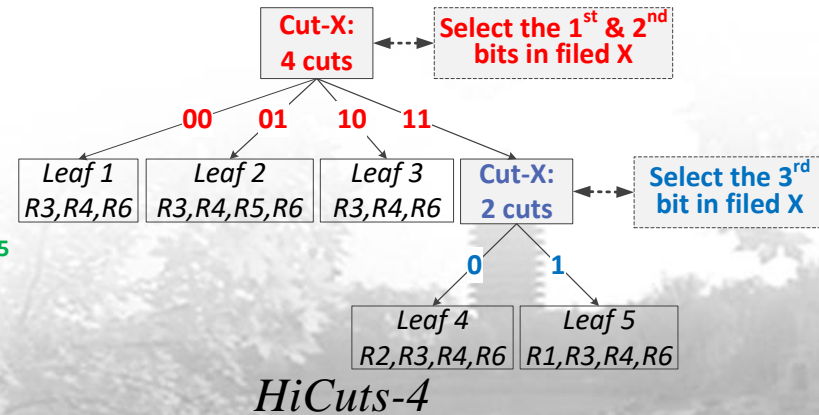 Cut-X:
4 cuts
Select the 1st & 2nd
bits in filed X
00 01 10 11
Leaf 1
R3,R4,R6
Leaf 2
R3,R4,R5,R6
Leaf 3
R3,R4,R6
Cut-X:
2 cuts
Select the 3rd
bit in filed X
5
0 1
Leaf 4
R2,R3,R4,R6
Leaf 5
R1,R3,R4,R6
HiCuts-4